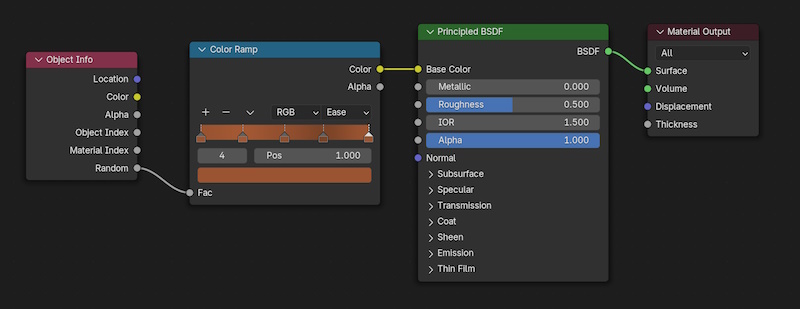 Object Info
Location
Color
Alpha
Object Index
Material Index
Random
Color Ramp
Color
Alpha
RGB Ease
4 Pos 1.000
Fac
Principled BSDF
BSDF
Base Color
Metallic 0.000
Roughness 0.500
IOR 1.500
Alpha 1.000
Normal
Subsurface
Specular
Transmission
Coat
Sheen
Emission
Thin Film
Material Output
All
Surface
Volume
Displacement
Thickness